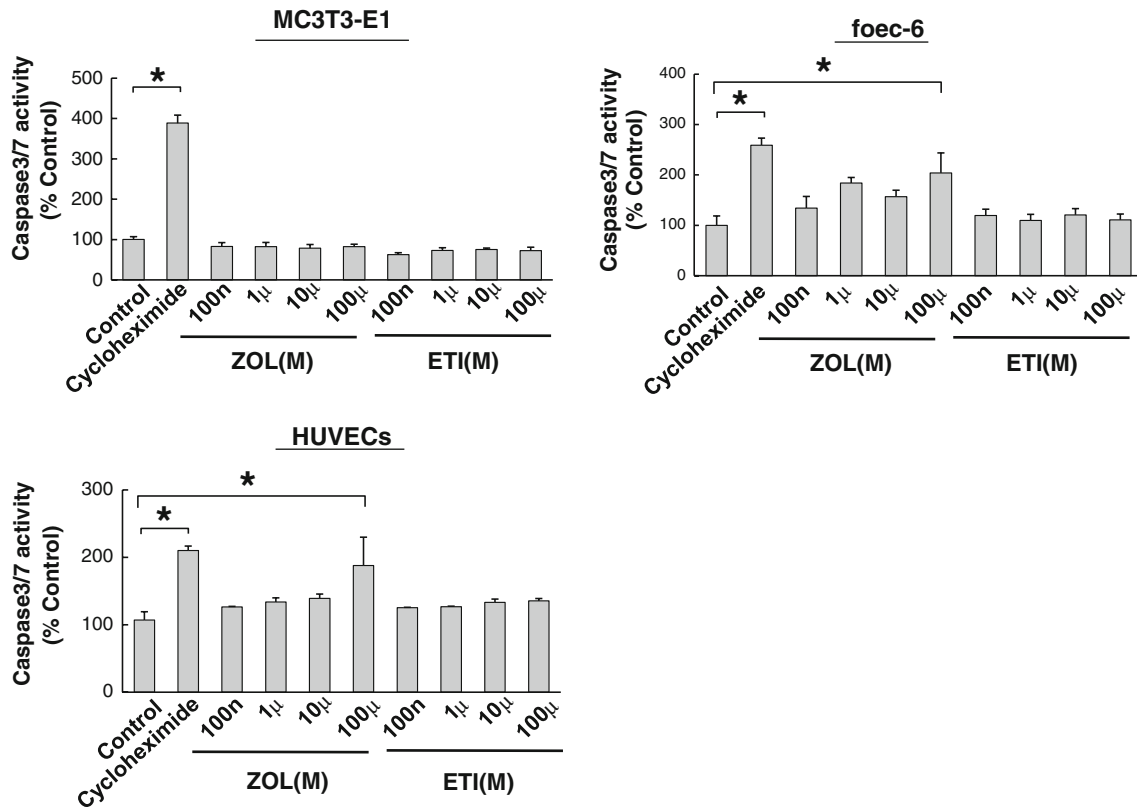 MC3T3-E1
Caspase3/7 activity
(% Control)
500
400
300
200
100
0
*
Control
Cycloheximide
100n
1μ
10μ
100μ
100n
1μ
10μ
100μ
ZOL(M)
ETI(M)
foec-6
Caspase3/7 activity
(% Control)
400
300
200
100
0
*
*
Control
Cycloheximide
100n
1μ
10μ
100μ
100n
1μ
10μ
100μ
ZOL(M)
ETI(M)
HUVECs
Caspase3/7 activity
(% Control)
300
200
100
0
*
*
Control
Cycloheximide
100n
1μ
10μ
100μ
100n
1μ
10μ
100μ
ZOL(M)
ETI(M)